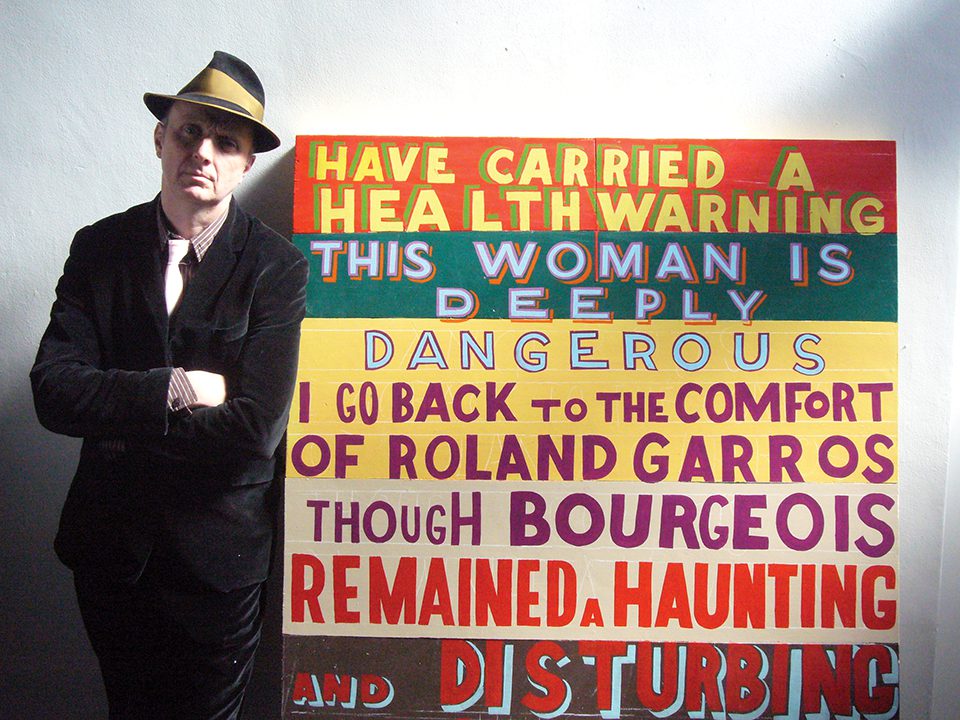 HAVE CARRIED A
HEALTH WARNING
THIS WOMAN IS
DEEPLY
DANGEROUS
I GO BACK TO THE COMFORT
OF ROLAND GARROS
THOUGH BOURGEOIS
REMAINED A HAUNTING
AND DISTURBING